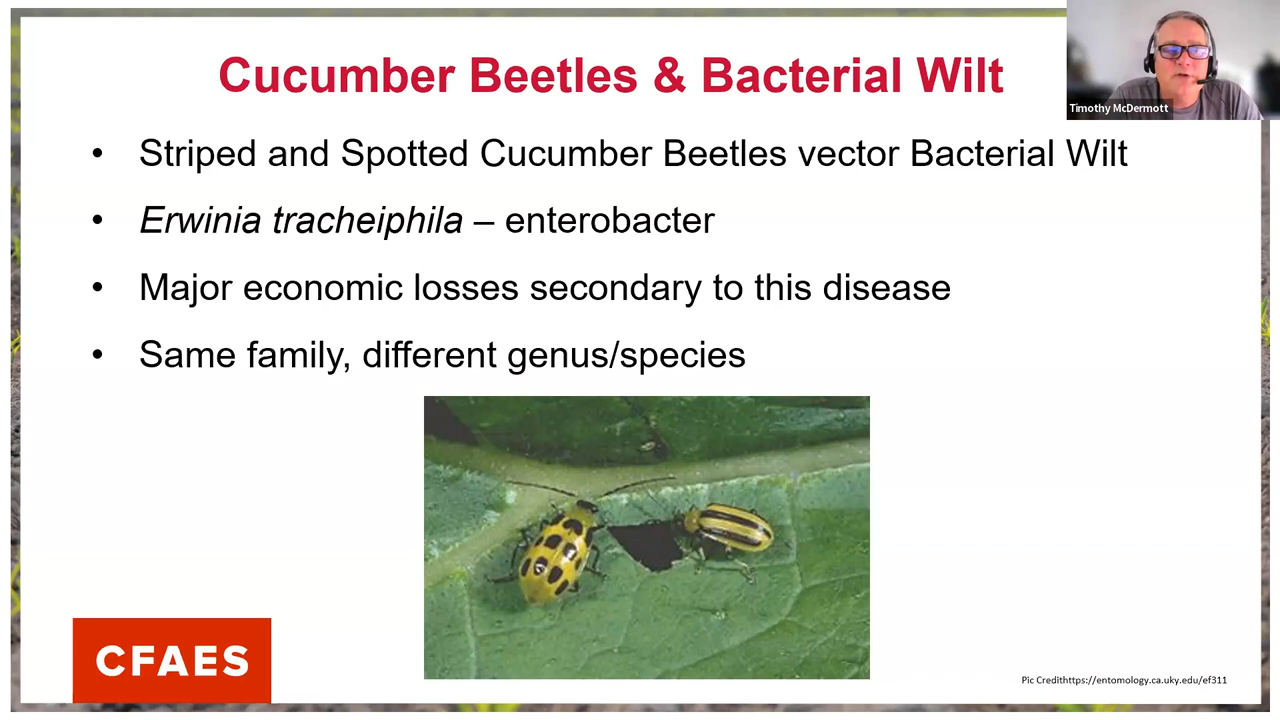 Cucumber Beetles & Bacterial Wilt
Timothy McDermott
• Striped and Spotted Cucumber Beetles vector Bacterial Wilt
• Erwinia tracheiphila – enterobacter
• Major economic losses secondary to this disease
• Same family, different genus/species
CFAES
Pic Credithttps://entomology.ca.uky.edu/ef311